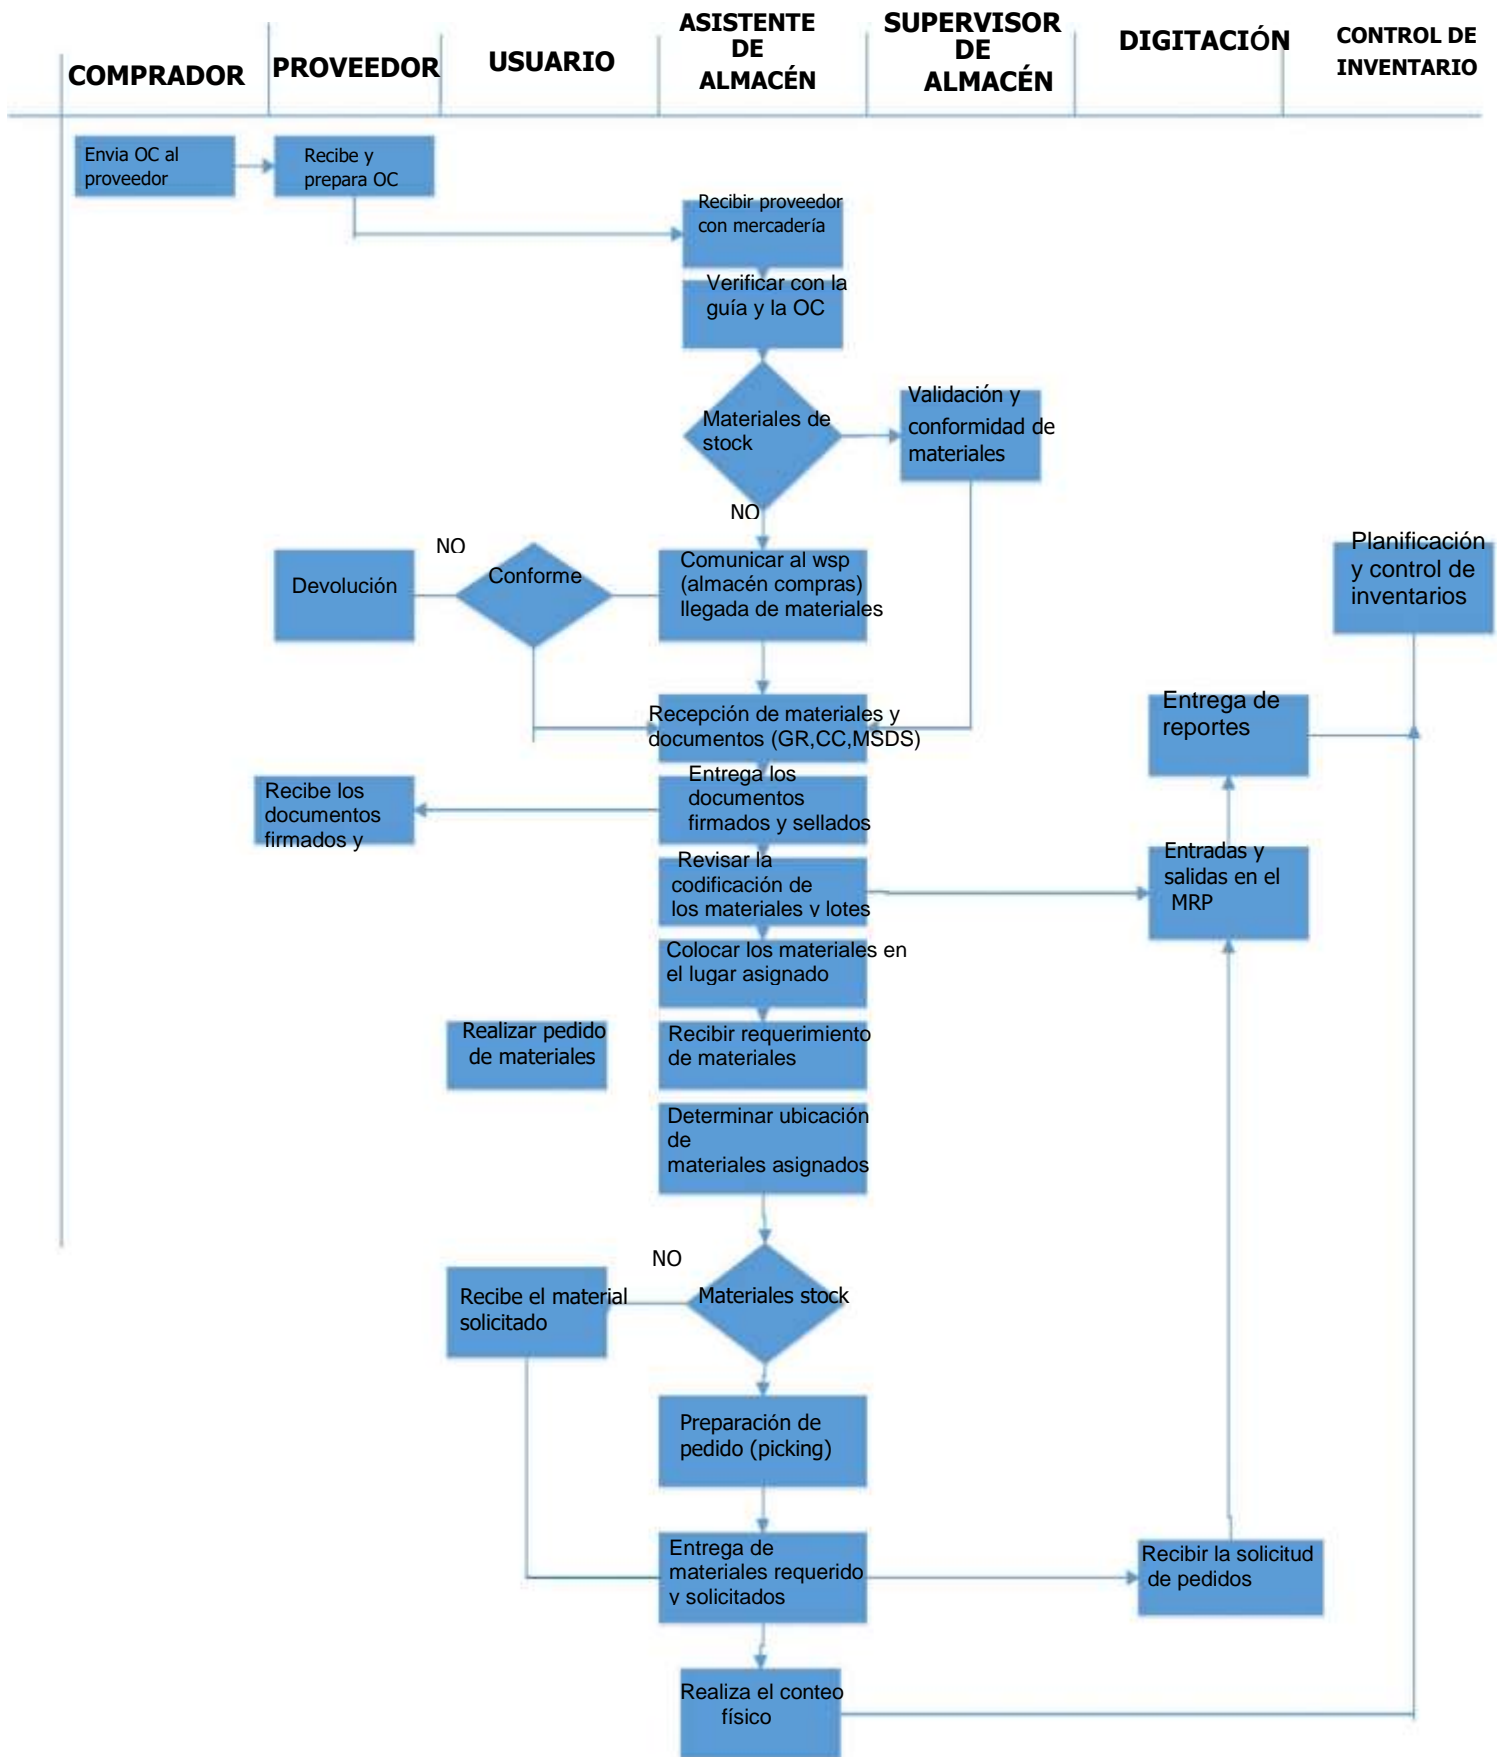 COMPRADOR
PROVEEDOR
USUARIO
ASISTENTE
DE
ALMACÉN
SUPERVISOR
DE
ALMACÉN
DIGITACIÓN
CONTROL DE
INVENTARIO
Envia OC al
proveedor
Recibe y
prepara OC
Recibir proveedor
con mercadería
Verificar con la
guía y la OC
Materiales de
stock
Validación y
conformidad de
materiales
NO
NO
Devolución
Conforme
Comunicar al wsp
(almacén compras)
llegada de materiales
Planificación
y control de
inventarios
Recepción de materiales y
documentos (GR,CC,MSDS)
Entrega de
reportes
Recibe los
documentos
firmados y
Entrega los
documentos
firmados y sellados
Revisar la
codificación de
los materiales y lotes
Entradas y
salidas en el
MRP
Colocar los materiales en
el lugar asignado
Realizar pedido
de materiales
Recibir requerimiento
de materiales
Determinar ubicación
de
materiales asignados
NO
Recibe el material
solicitado
Materiales stock
Preparación de
pedido (picking)
Entrega de
materiales requerido
y solicitados
Recibir la solicitud
de pedidos
Realiza el conteo
físico